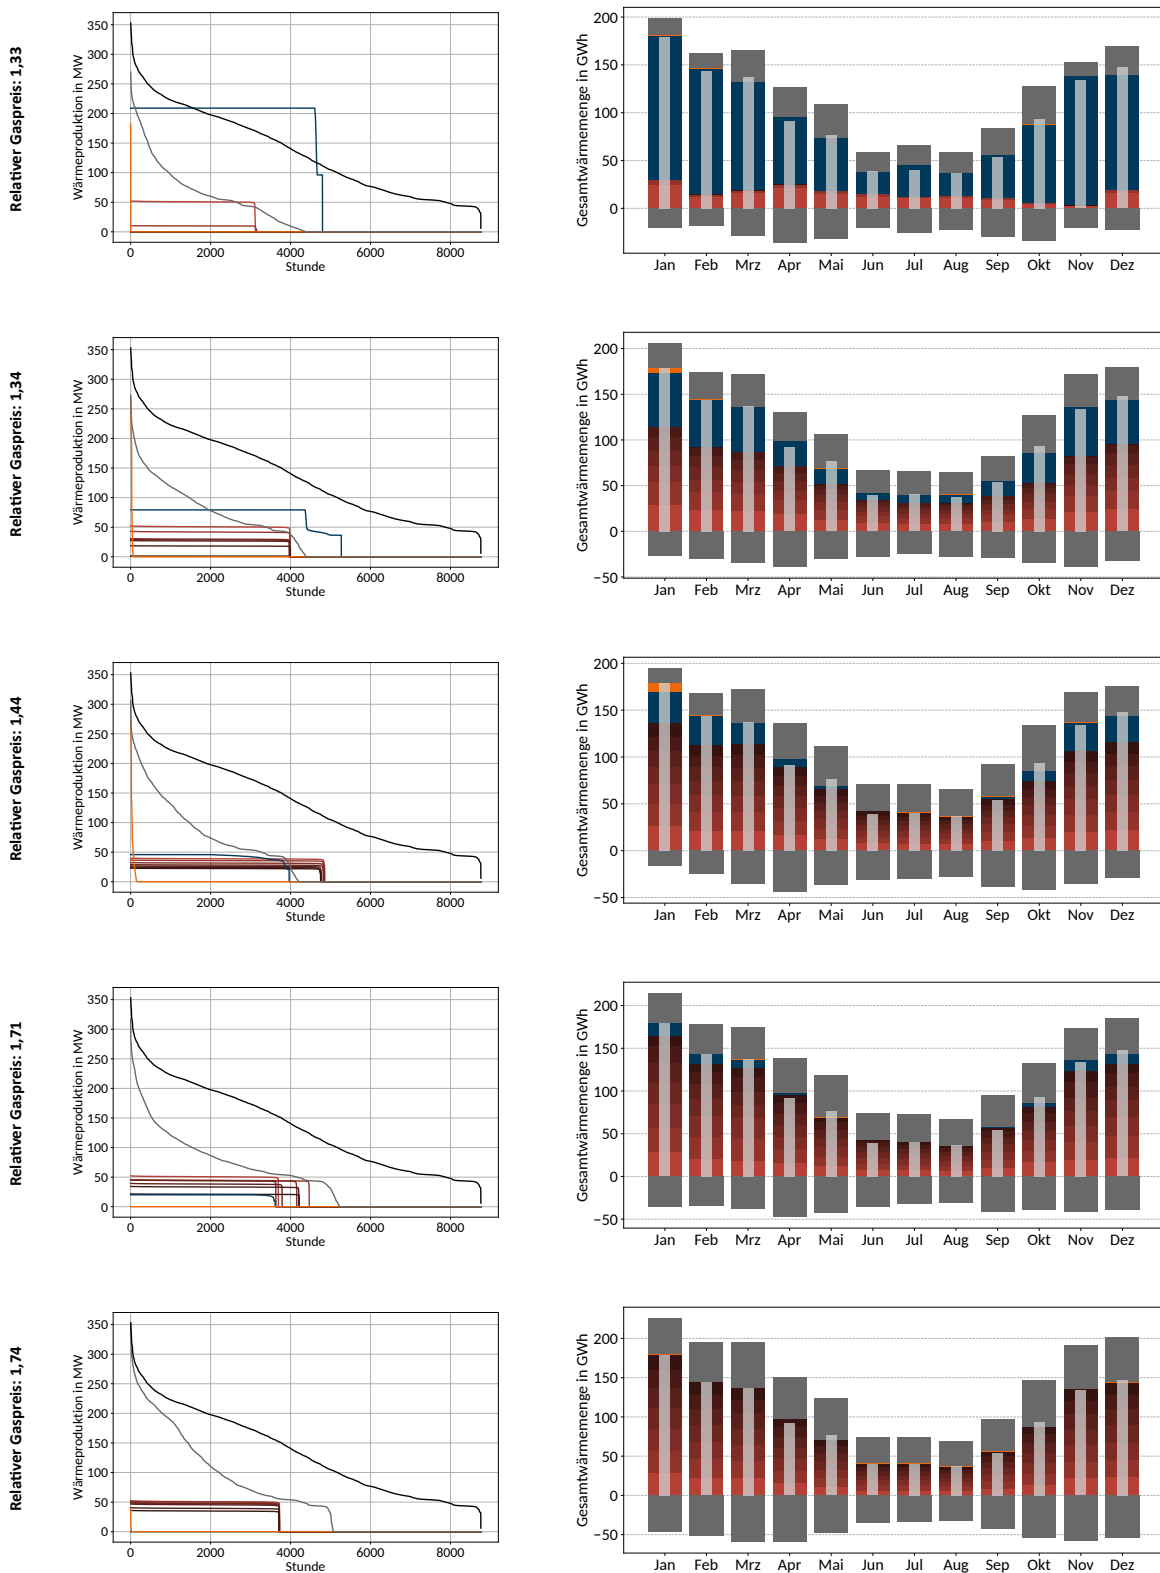 Relativer Gaspreis: 1,33
Wärmeproduktion in MW
350
300
250
200
150
100
50
0
0 2000 4000 6000 8000
Stunde
Gesamtwärmemenge in GWh
200
150
100
50
0
Jan Feb Mrz Apr Mai Jun Jul Aug Sep Okt Nov Dez
Relativer Gaspreis: 1,34
Wärmeproduktion in MW
350
300
250
200
150
100
50
0
0 2000 4000 6000 8000
Stunde
Gesamtwärmemenge in GWh
200
150
100
50
0
−50
Jan Feb Mrz Apr Mai Jun Jul Aug Sep Okt Nov Dez
Relativer Gaspreis: 1,44
Wärmeproduktion in MW
350
300
250
200
150
100
50
0
0 2000 4000 6000 8000
Stunde
Gesamtwärmemenge in GWh
200
150
100
50
0
−50
Jan Feb Mrz Apr Mai Jun Jul Aug Sep Okt Nov Dez
Relativer Gaspreis: 1,71
Wärmeproduktion in MW
350
300
250
200
150
100
50
0
0 2000 4000 6000 8000
Stunde
Gesamtwärmemenge in GWh
200
150
100
50
0
−50
Jan Feb Mrz Apr Mai Jun Jul Aug Sep Okt Nov Dez
Relativer Gaspreis: 1,74
Wärmeproduktion in MW
350
300
250
200
150
100
50
0
0 2000 4000 6000 8000
Stunde
Gesamtwärmemenge in GWh
200
150
100
50
0
−50
Jan Feb Mrz Apr Mai Jun Jul Aug Sep Okt Nov Dez